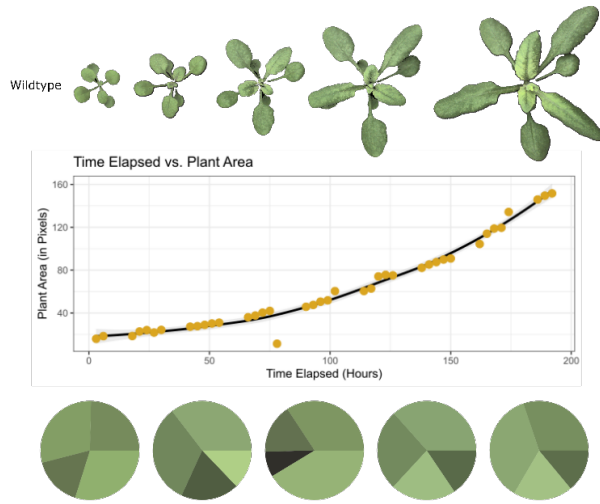 Wildtype
Time Elapsed vs. Plant Area
Plant Area (in Pixels)
160
120
80
40
0
50
100
150
200
Time Elapsed (Hours)